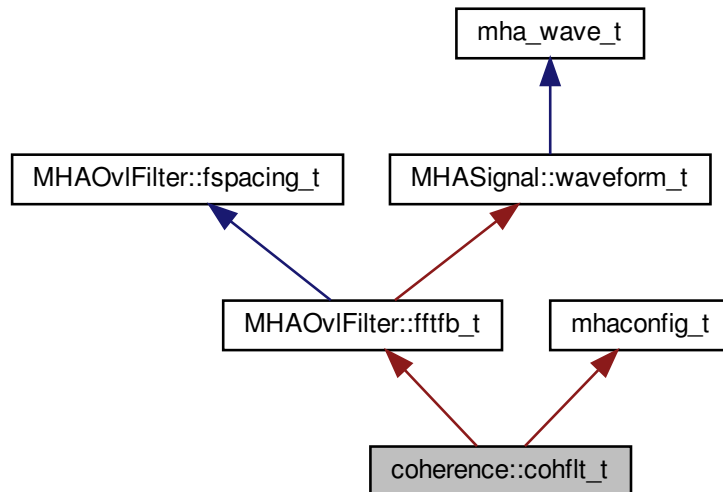 mha_wave_t
MHAOvlFilter::fspacing_t
MHASignal::waveform_t
MHAOvlFilter::fftfb_t
mhaconfig_t
coherence::cohflt_t